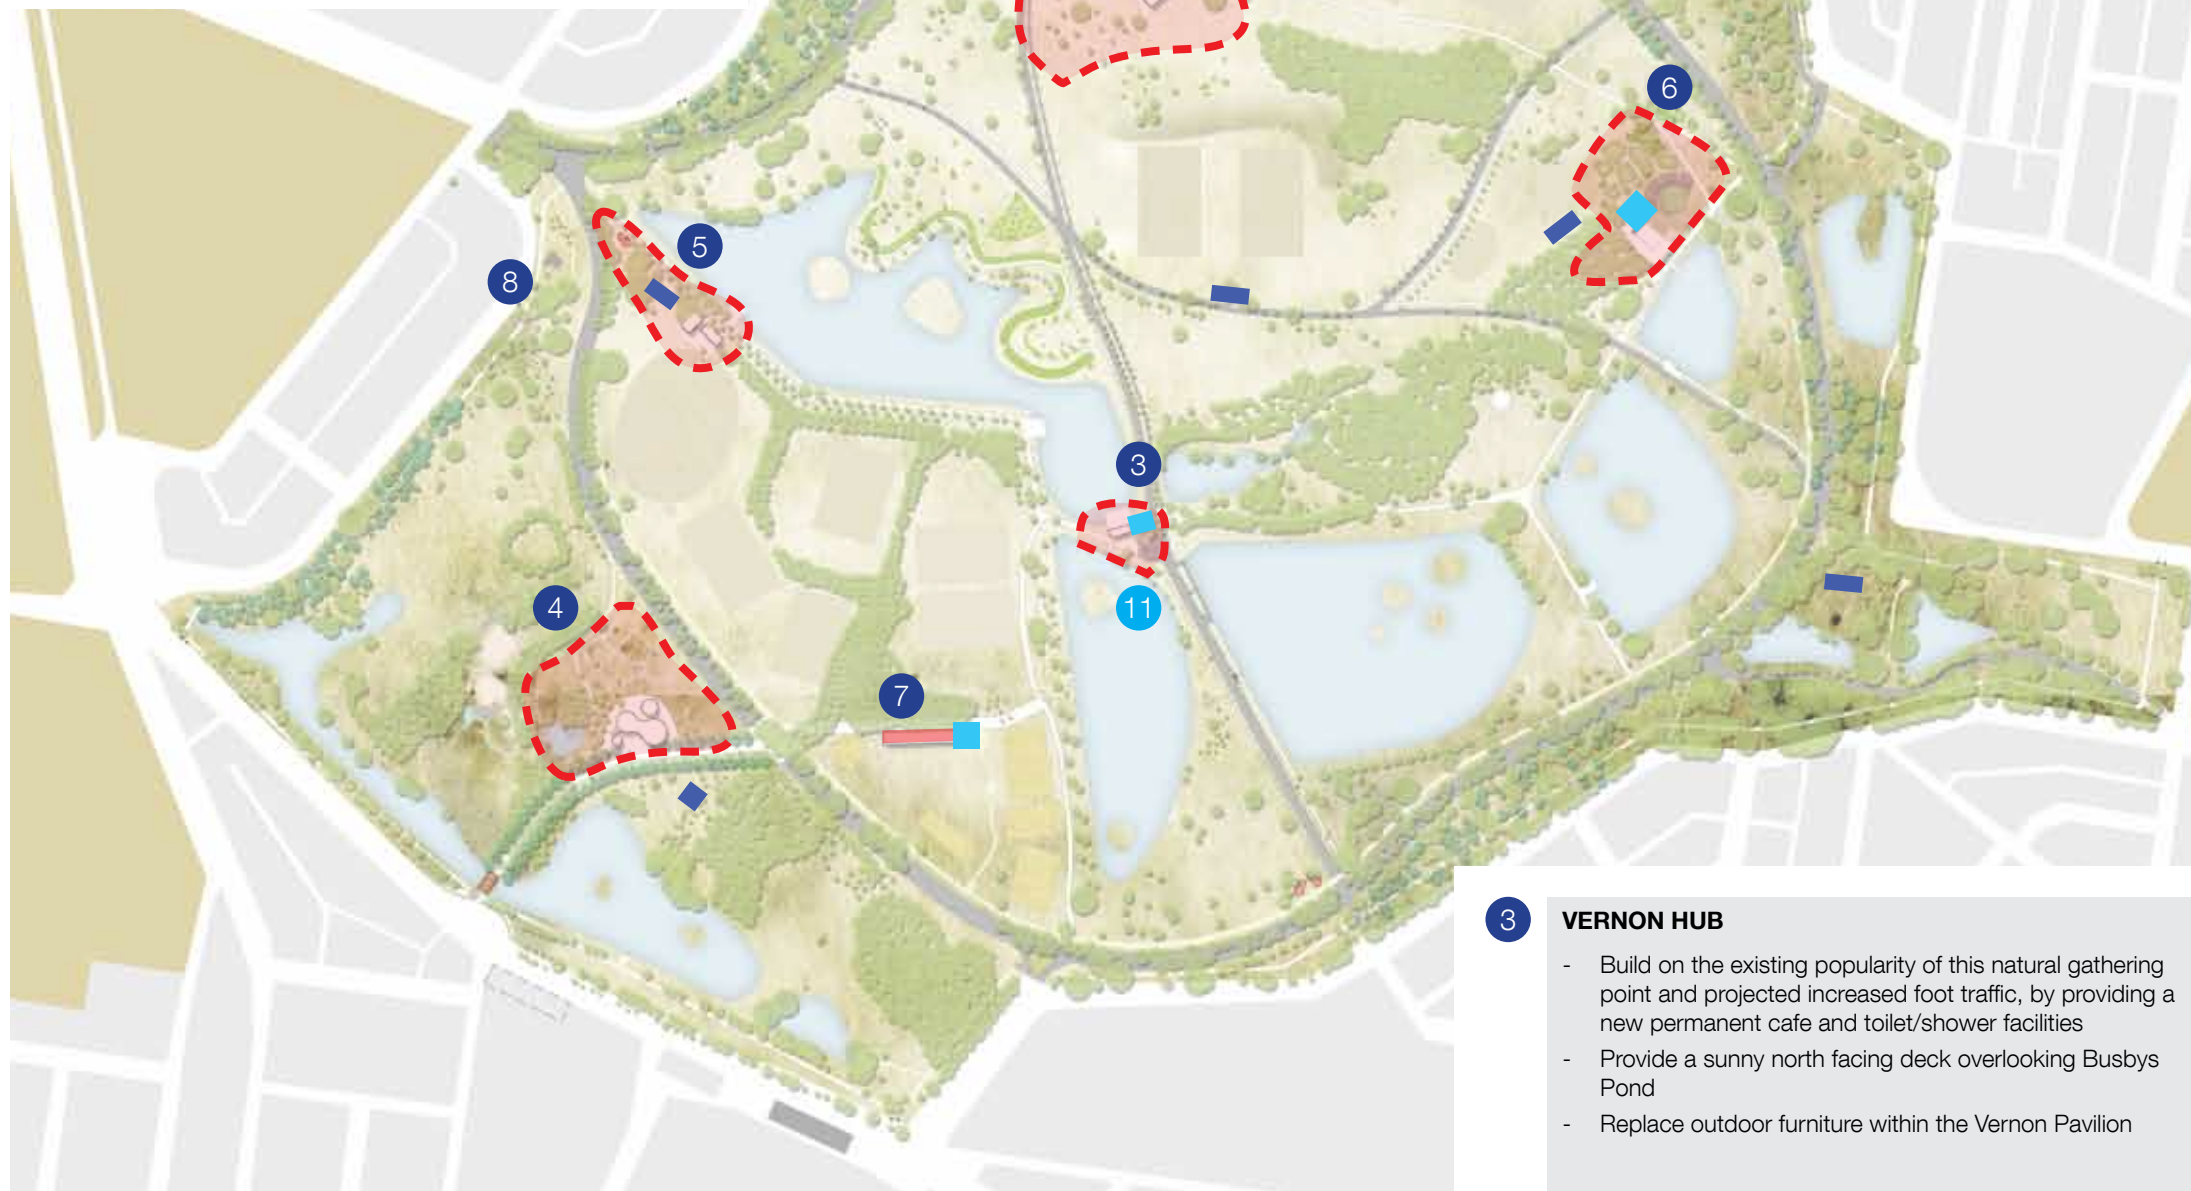 6
5
8
3
4
11
7
3
VERNON HUB
- Build on the existing popularity of this natural gathering
point and projected increased foot traffic, by providing a
new permanent cafe and toilet/shower facilities
- Provide a sunny north facing deck overlooking Busbys
Pond
- Replace outdoor furniture within the Vernon Pavilion